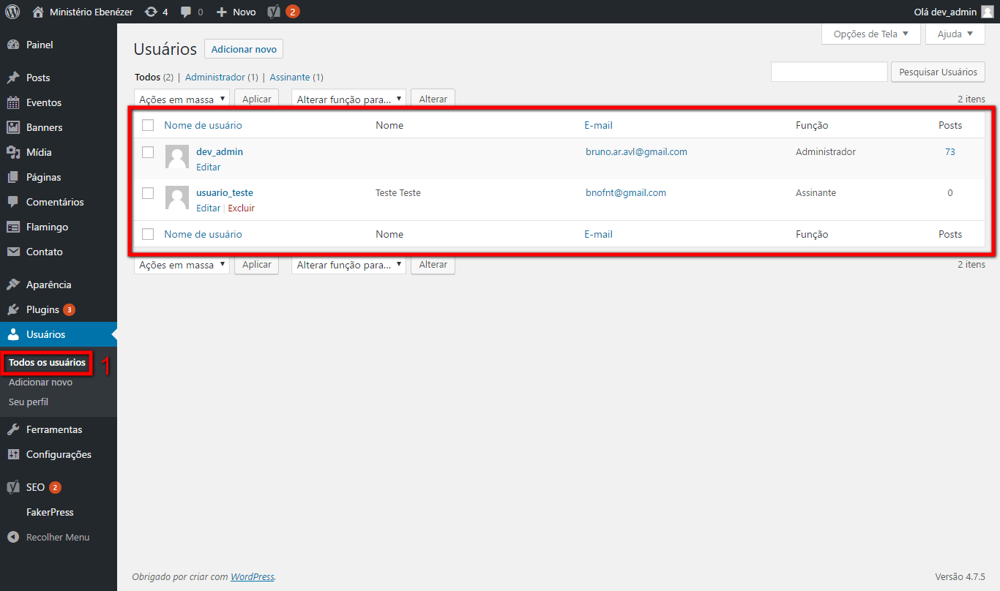 Ministério Ebenézer 4 0 Novo 2 Olá dev_admin
Opções de Tela Ajuda
Painel
Posts
Eventos
Banners
Mídia
Páginas
Comentários
Flamingo
Contato
Aparência
Plugins 3
Usuários
Todos os usuários 1
Adicionar novo
Seu perfil
Ferramentas
Configurações
SEO 2
FakerPress
Recolher Menu
Usuários Adicionar novo
Todos (2) | Administrador (1) | Assinante (1)
Pesquisar Usuários
Ações em massa Aplicar Alterar função para... Alterar 2 itens
Nome de usuário Nome E-mail Função Posts
dev_admin bruno.ar.avl@gmail.com Administrador 73
Editar
usuario_teste Teste Teste bnofnt@gmail.com Assinante 0
Editar | Excluir
Nome de usuário Nome E-mail Função Posts
Ações em massa Aplicar Alterar função para... Alterar 2 itens
Obrigado por criar com WordPress. Versão 4.7.5